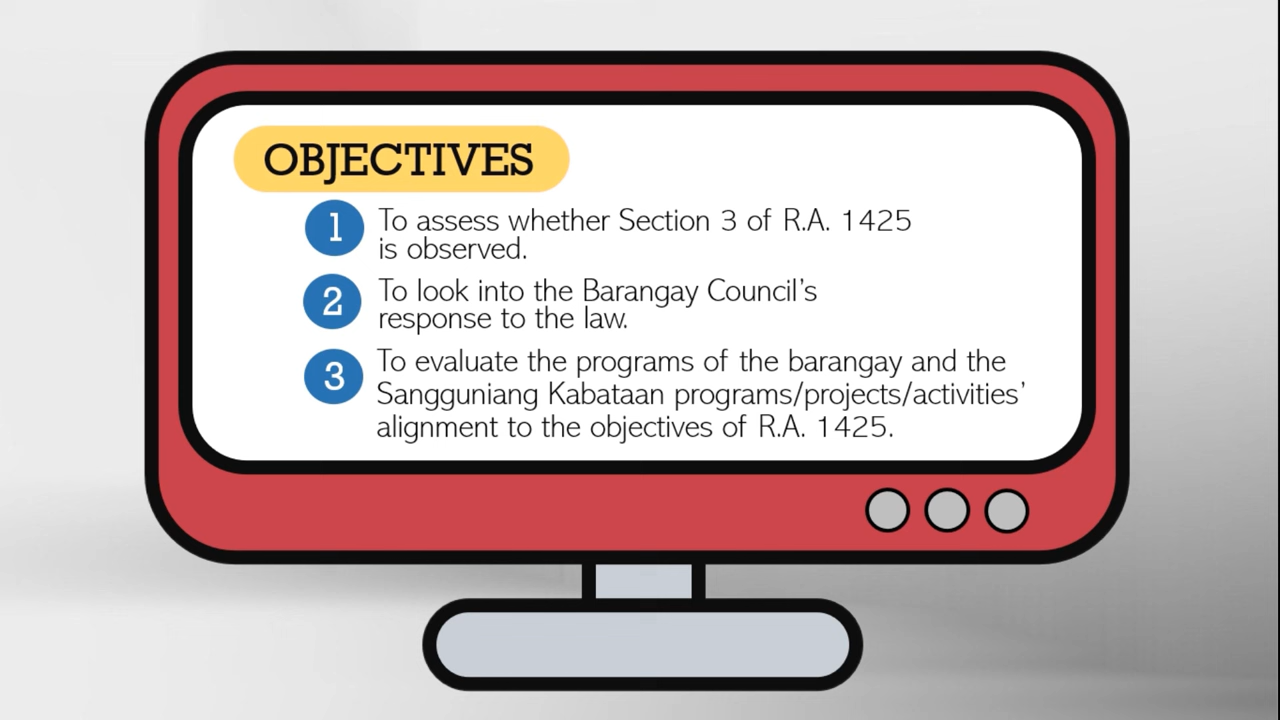 OBJECTIVES
1 To assess whether Section 3 of R.A. 1425
is observed.
2 To look into the Barangay Council's
response to the law.
3 To evaluate the programs of the barangay and the
Sangguniang Kabataan programs/projects/activities'
alignment to the objectives of R.A. 1425.